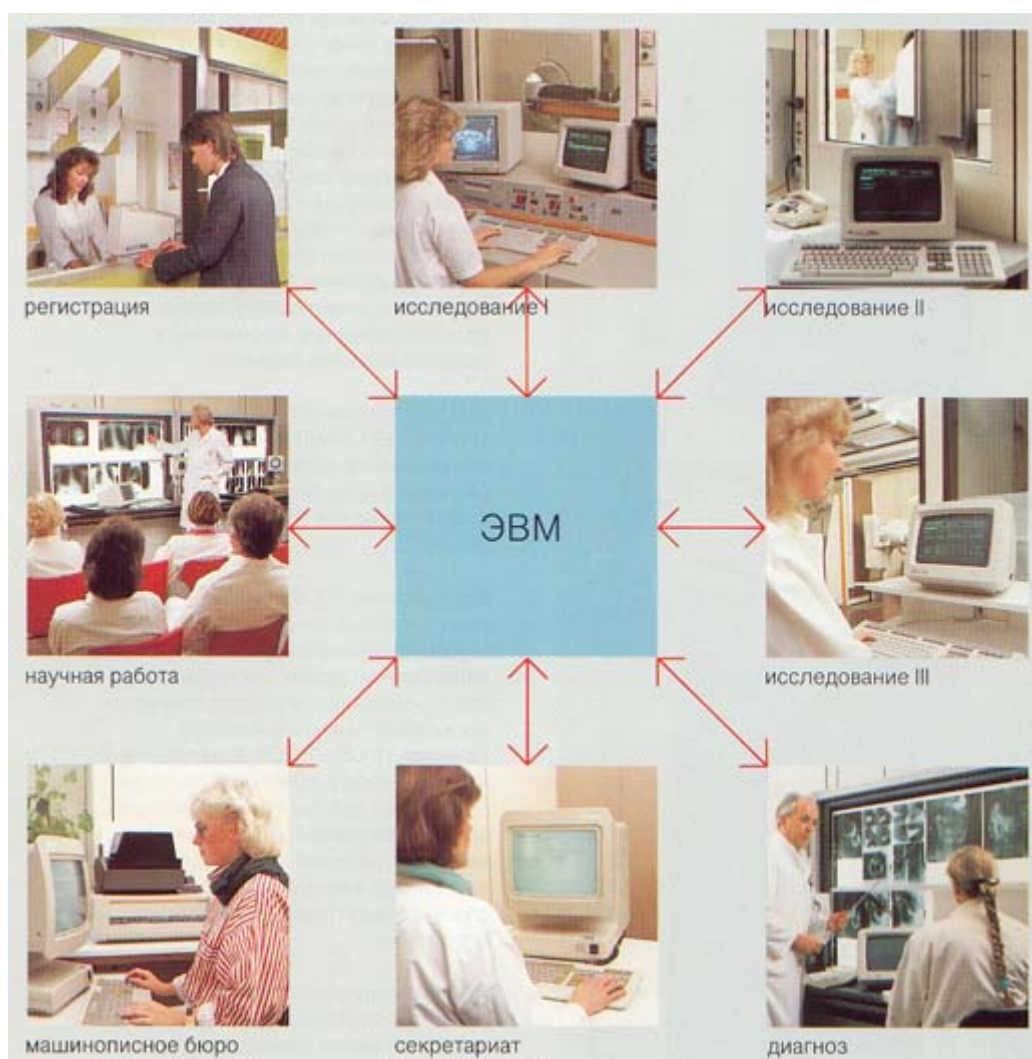 регистрация
исследование I
исследование II
ЭВМ
научная работа
исследование III
машинописное бюро
секретариат
диагноз